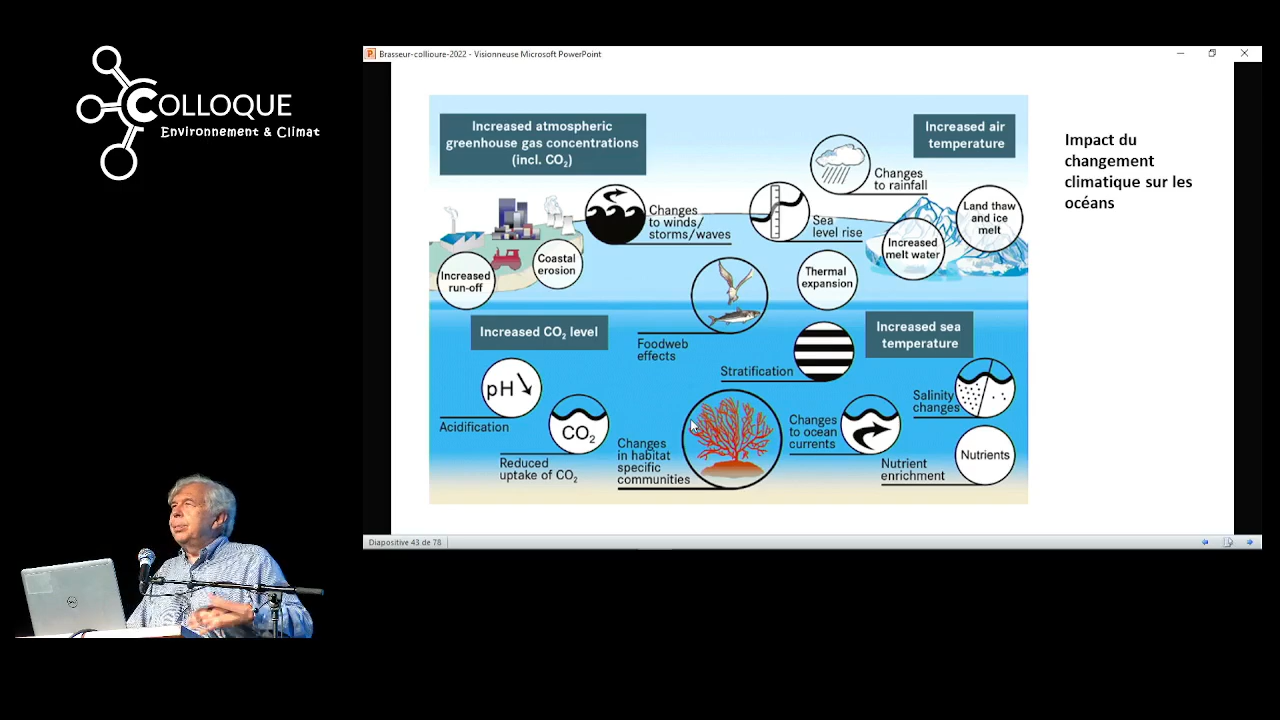 COLLOQUE
Environnement & Climat
Brasseur-collioure-2022 - Visionneuse Microsoft PowerPoint
Increased atmospheric
greenhouse gas concentrations
(incl. CO₂)
Increased air
temperature
Changes
to rainfall
Changes
to winds/
storms/waves
Sea
level rise
Land thaw
and ice
melt
Increased
melt water
Coastal
erosion
Increased
run-off
Thermal
expansion
Increased CO₂ level
Foodweb
effects
Increased sea
temperature
Stratification
pH
Acidification
CO₂
Reduced
uptake of CO₂
Changes
in habitat
specific
communities
Changes
to ocean
currents
Salinity
changes
Nutrients
Nutrient
enrichment
Impact du
changement
climatique sur les
océans
Diapositive 43 de 78